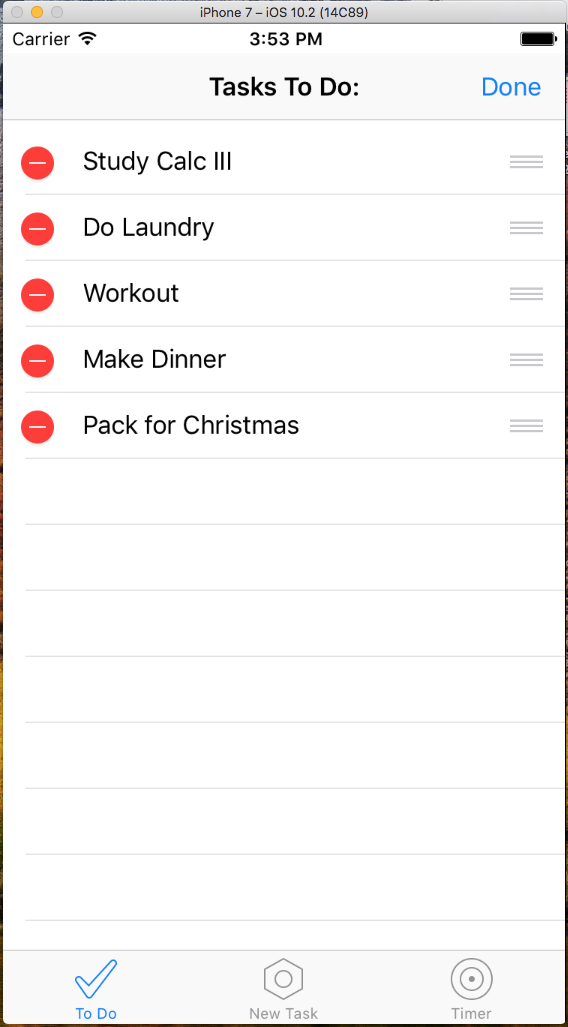 iPhone 7 – iOS 10.2 (14C89)
Carrier 3:53 PM
Tasks To Do: Done
Study Calc III
Do Laundry
Workout
Make Dinner
Pack for Christmas
To Do New Task Timer